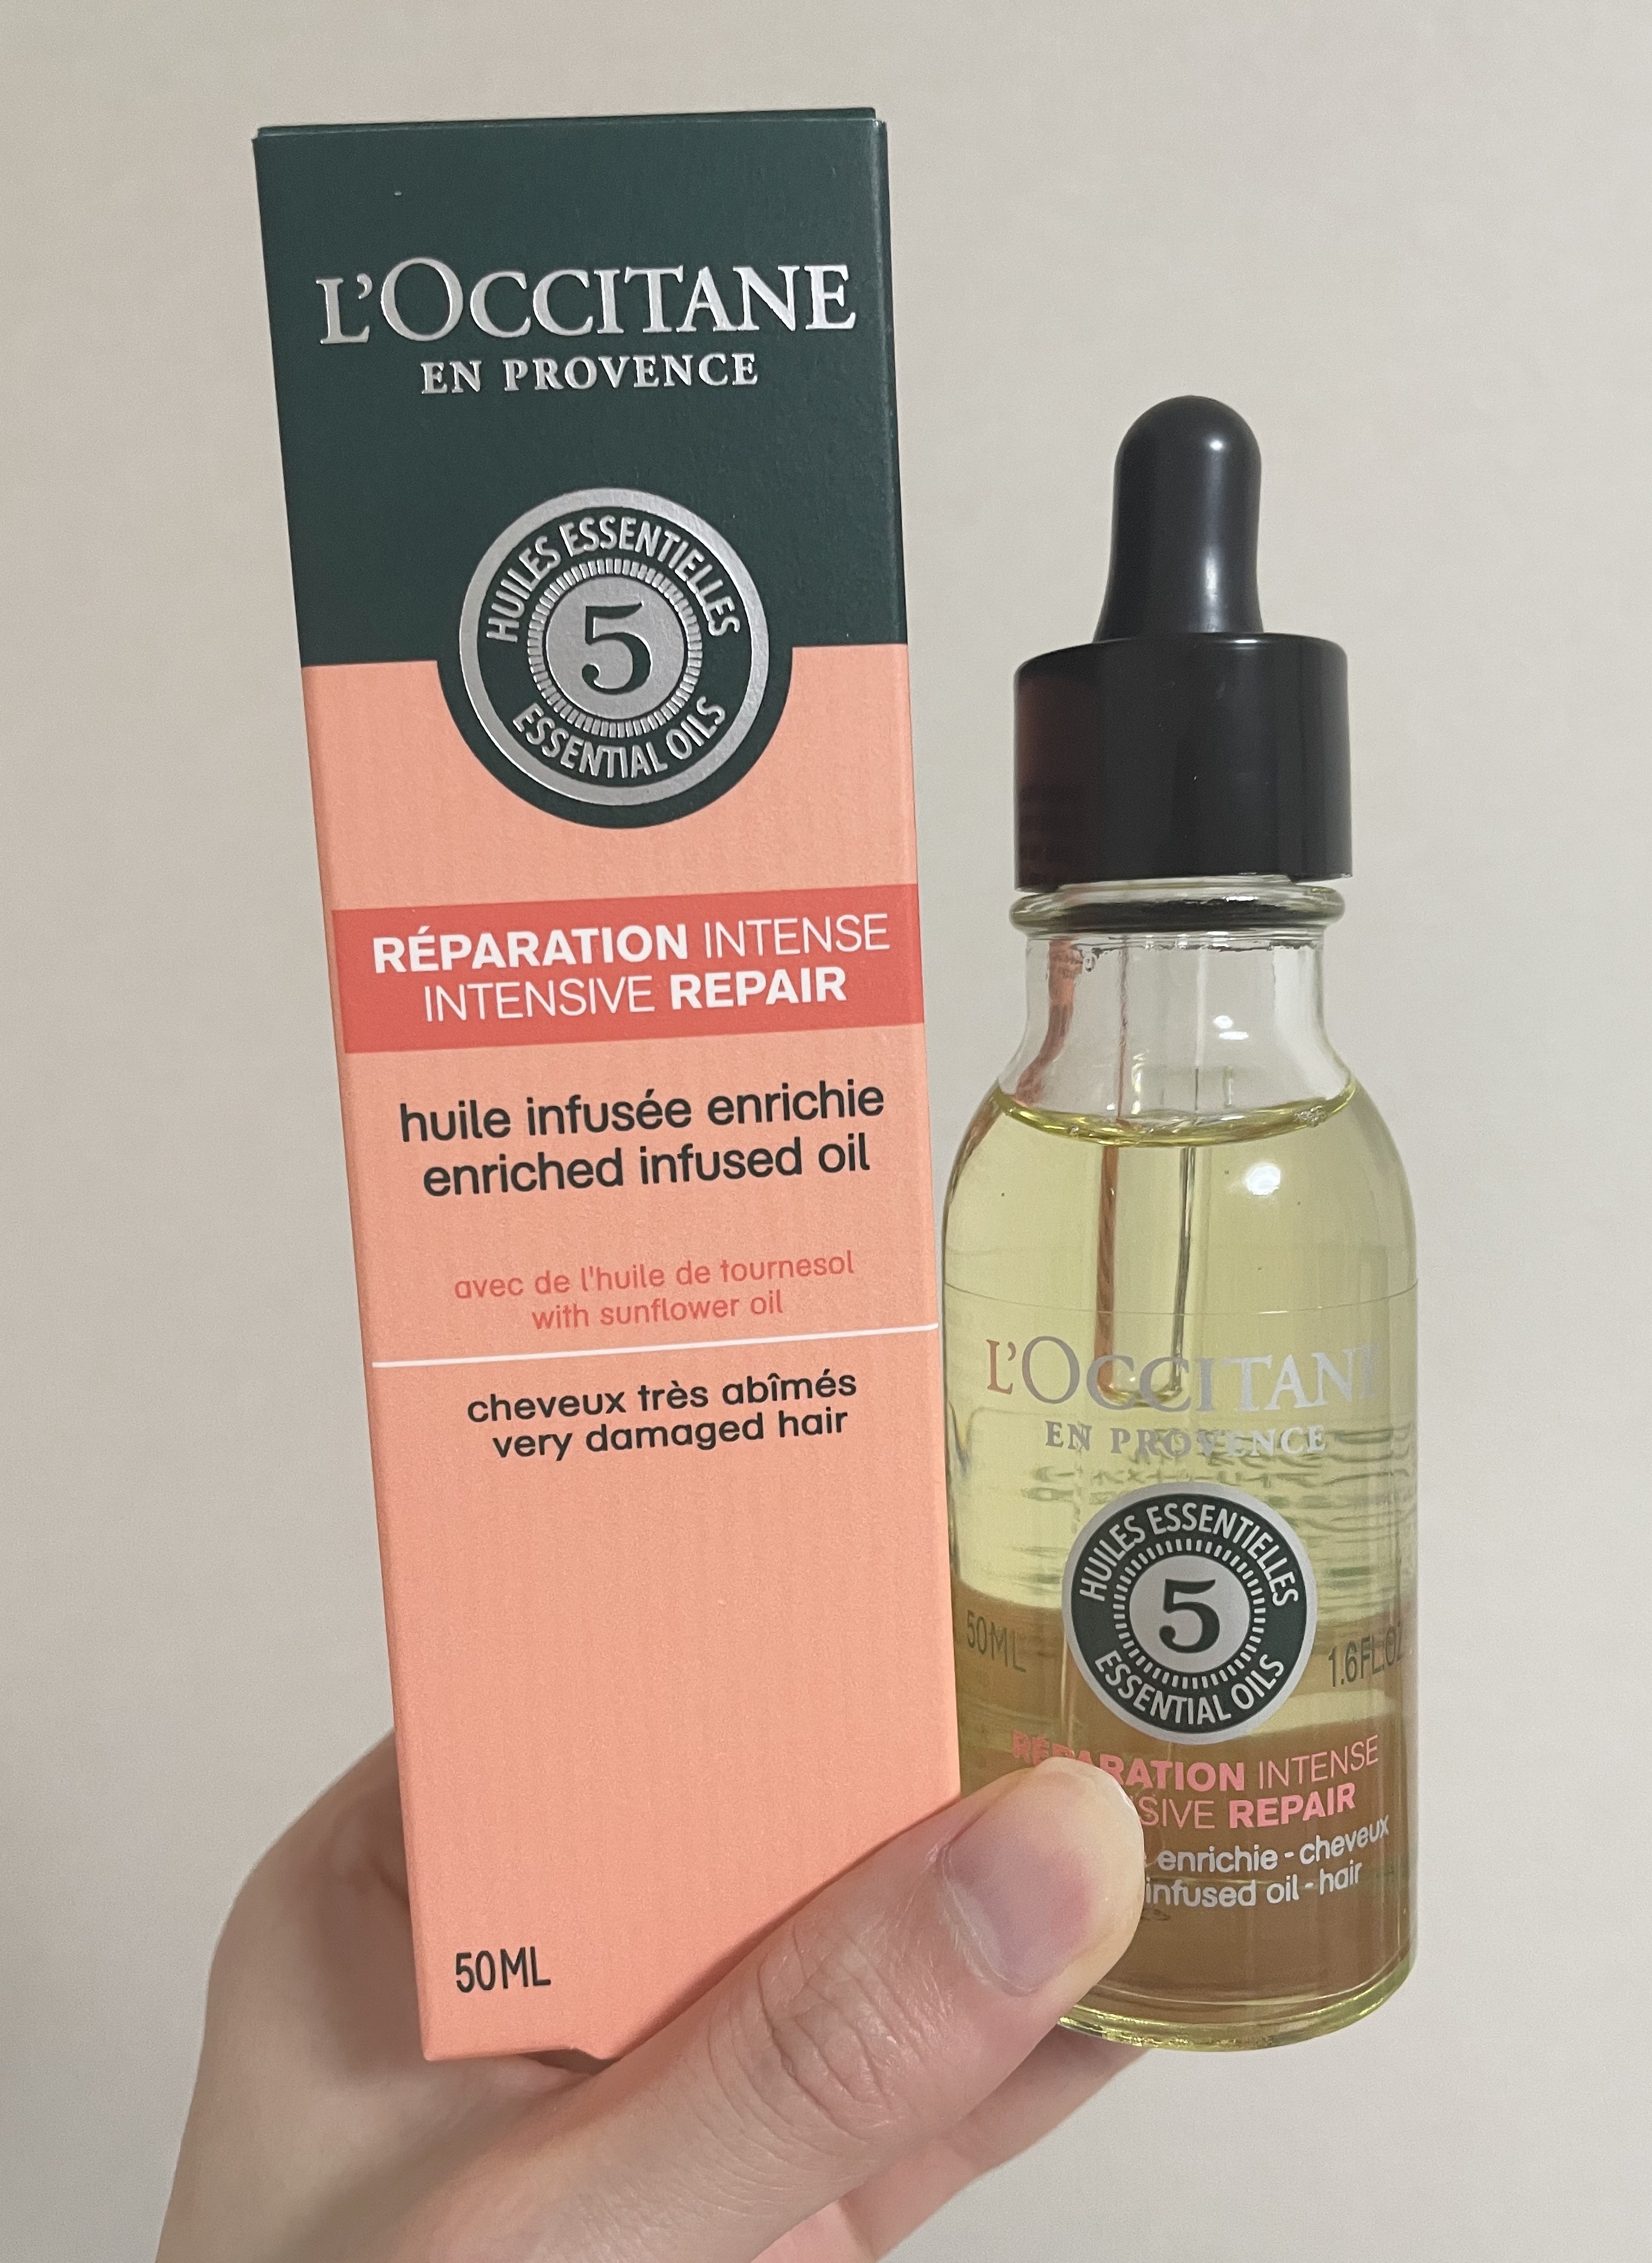 L'OCCITANE
EN PROVENCE
HUILES ESSENTIELLES
5
ESSENTIAL OILS
RÉPARATION INTENSE
INTENSIVE REPAIR
huile infusée enrichie
enriched infused oil
avec de l'huile de tournesol
with sunflower oil
cheveux très abîmés
very damaged hair
50ML
L'OCCITANE
EN PROVENCE
HUILES ESSENTIELLES
5
ESSENTIAL OILS
50ML
1.6FL.OZ
RÉPARATION INTENSE
SIVE REPAIR
enrichie - cheveux
infused oil - hair